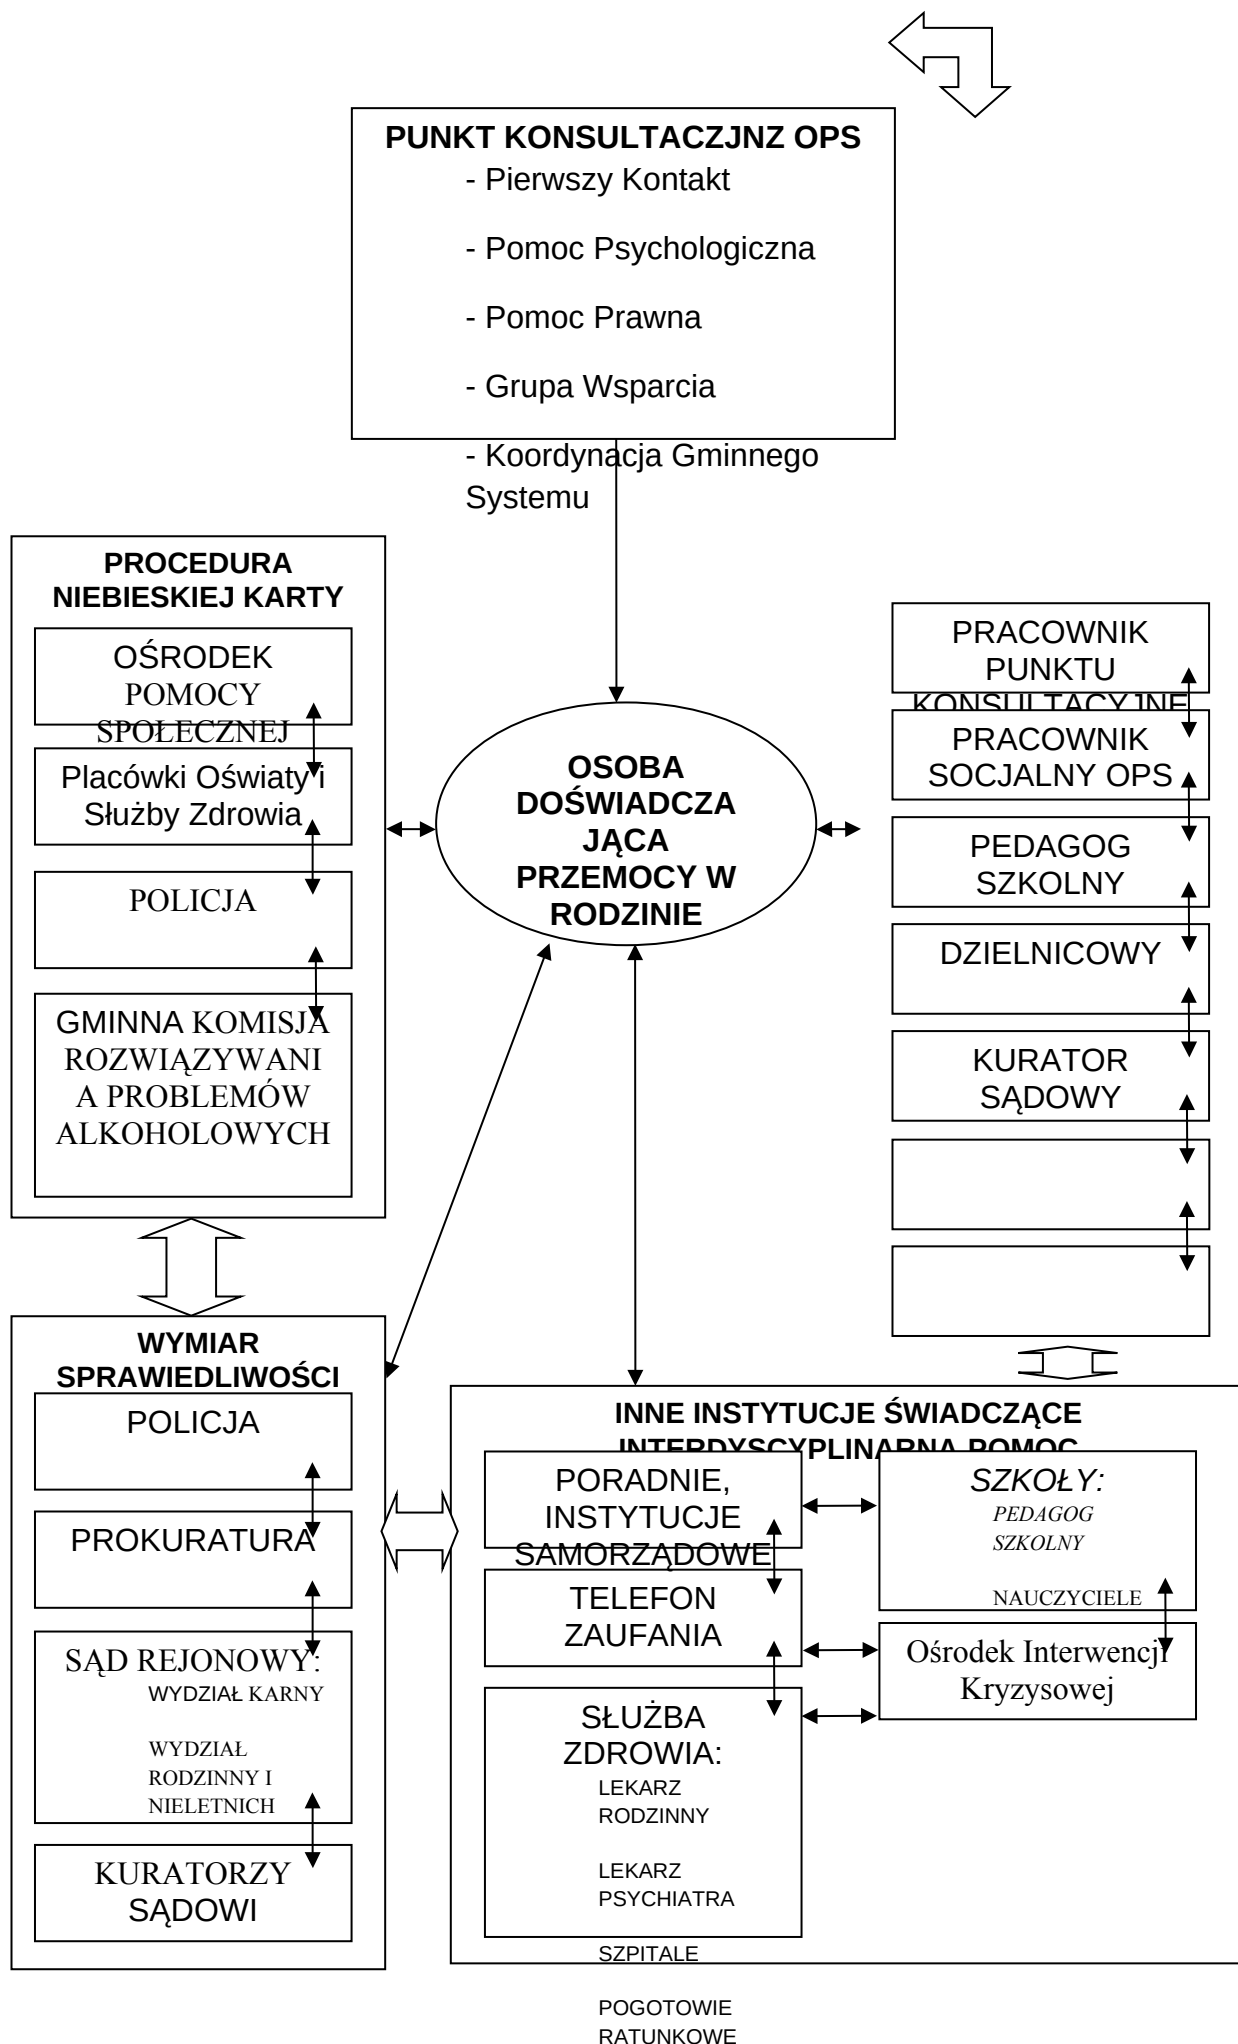 PUNKT KONSULTACZJNZ OPS
- Pierwszy Kontakt
- Pomoc Psychologiczna
- Pomoc Prawna
- Grupa Wsparcia
- Koordynacja Gminnego
Systemu
PROCEDURA
NIEBIESKIEJ KARTY
OŚRODEK
POMOCY
SPOŁECZNEJ
Placówki Oświaty i
Służby Zdrowia
POLICJA
GMINNA KOMISJA
ROZWIĄZYWANI
A PROBLEMÓW
ALKOHOLOWYCH
OSOBA
DOŚWIADCZA
JĄCA
PRZEMOCY W
RODZINIE
PRACOWNIK
PUNKTU
KONSULTACYJNE
PRACOWNIK
SOCJALNY OPS
PEDAGOG
SZKOLNY
DZIELNICOWY
KURATOR
SĄDOWY
WYMIAR
SPRAWIEDLIWOŚCI
POLICJA
PROKURATURA
SĄD REJONOWY:
WYDZIAŁ KARNY
WYDZIAŁ
RODZINNY I
NIELETNICH
KURATORZY
SĄDOWI
INNE INSTYTUCJE ŚWIADCZĄCE
INTERDYSCYPLINARNĄ POMOC
PORADNIE,
INSTYTUCJE
SAMORZĄDOWE
TELEFON
ZAUFANIA
SŁUŻBA
ZDROWIA:
LEKARZ
RODZINNY
LEKARZ
PSYCHIATRA
SZPITALE
POGOTOWIE
RATUNKOWE
SZKOŁY:
PEDAGOG
SZKOLNY
NAUCZYCIELE
Ośrodek Interwencji
Kryzysowej